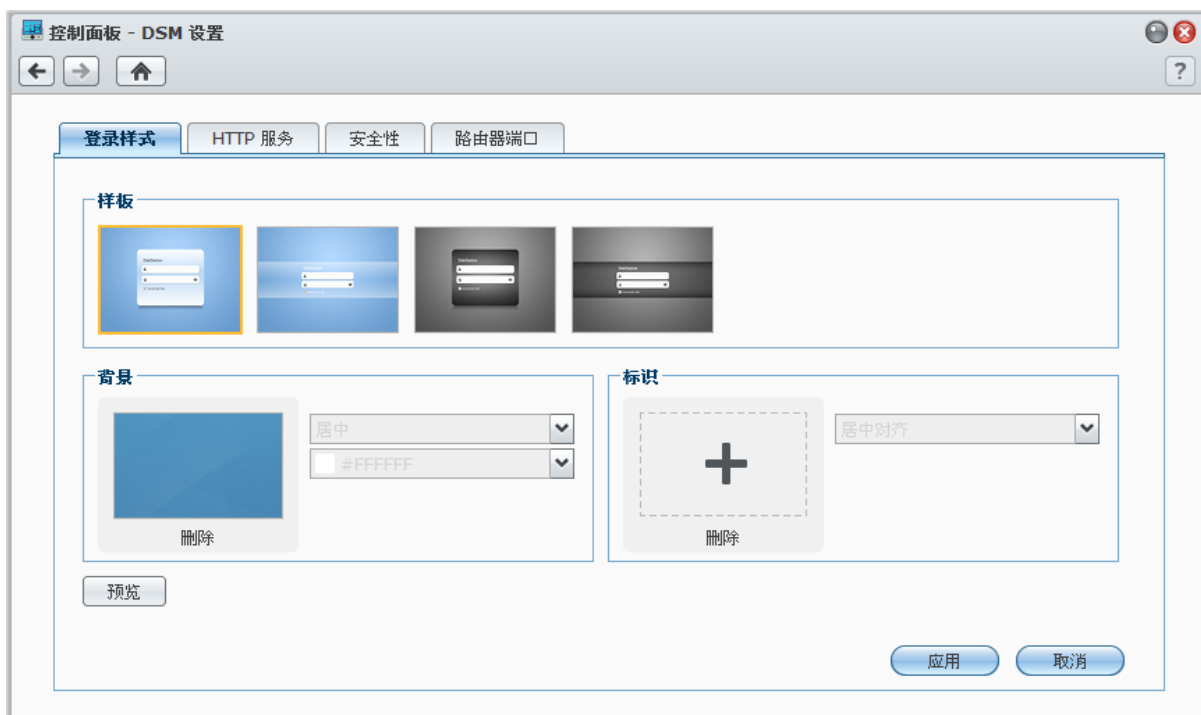 控制面板 - DSM 设置
?
登录样式 HTTP 服务 安全性 路由器端口
样板
背景 标识
居中 居中对齐
#FFFFFF
删除 删除
预览
应用 取消